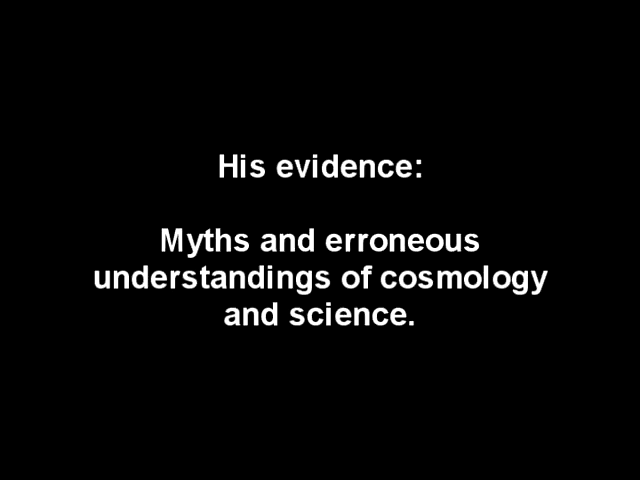 His evidence:
Myths and erroneous
understandings of cosmology
and science.